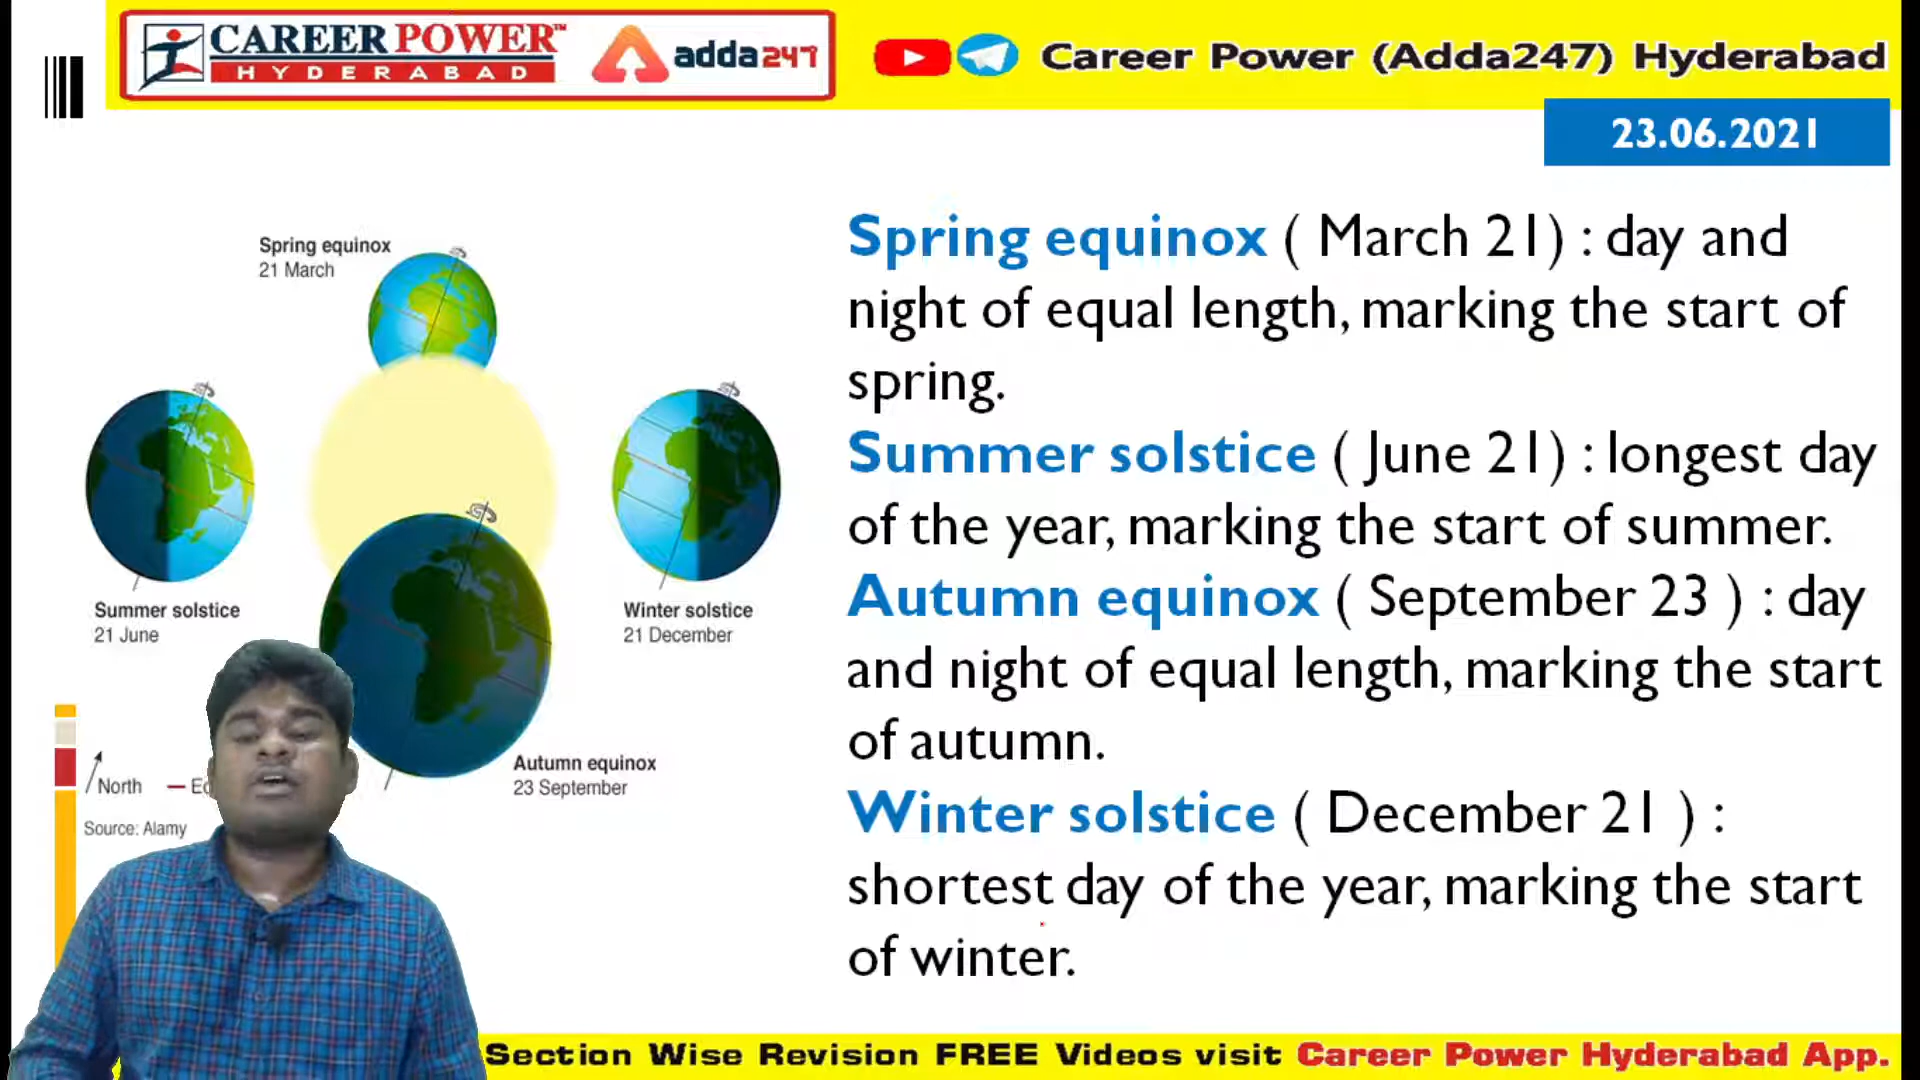 CAREER POWER™
HYDERABAD
adda247
Career Power (Adda247) Hyderabad
23.06.2021
Spring equinox
21 March
Summer solstice
21 June
Winter solstice
21 December
Autumn equinox
23 September
North
Source: Alamy
Spring equinox ( March 21) : day and
night of equal length, marking the start of
spring.
Summer solstice ( June 21) : longest day
of the year, marking the start of summer.
Autumn equinox ( September 23 ) : day
and night of equal length, marking the start
of autumn.
Winter solstice ( December 21 ) :
shortest day of the year, marking the start
of winter.
Section Wise Revision FREE Videos visit Career Power Hyderabad App.